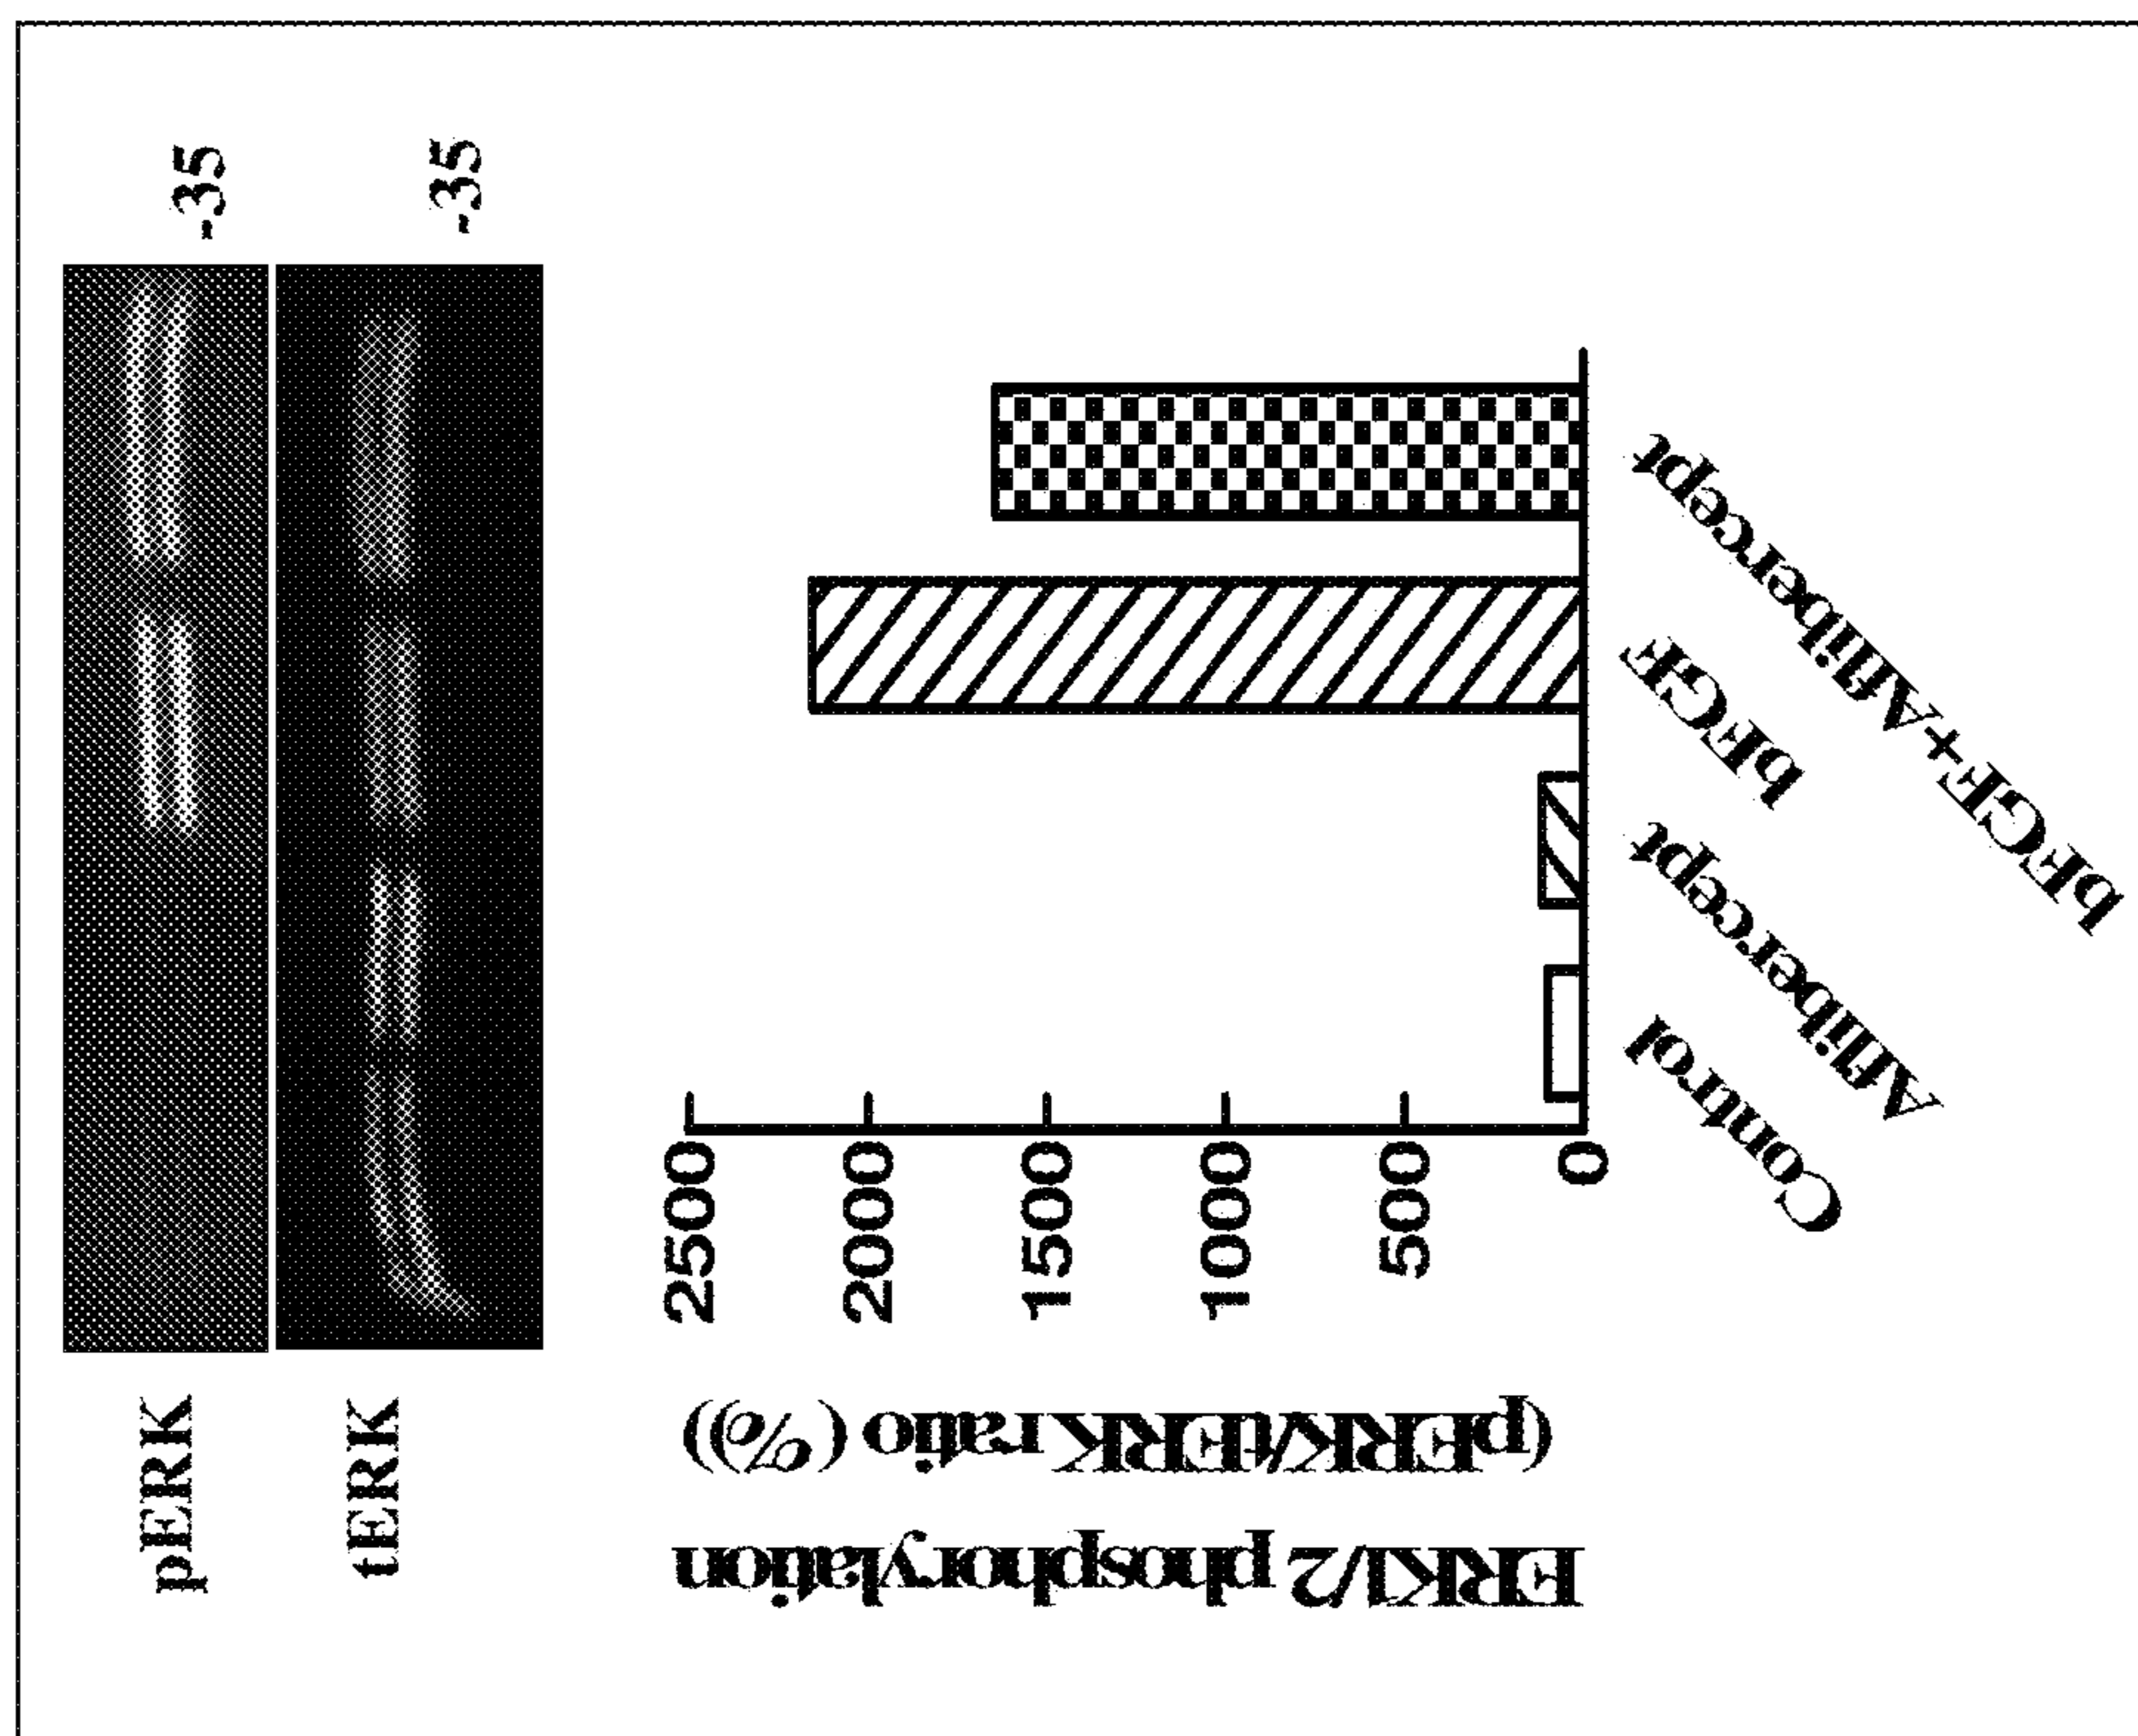 pERK
-35
tERK
-35
ERK1/2 phosphorylation
(pERK/tERK ratio (%))
2500
2000
1500
1000
500
0
Control
Aflibercept
bFGF
bFGF+Aflibercept